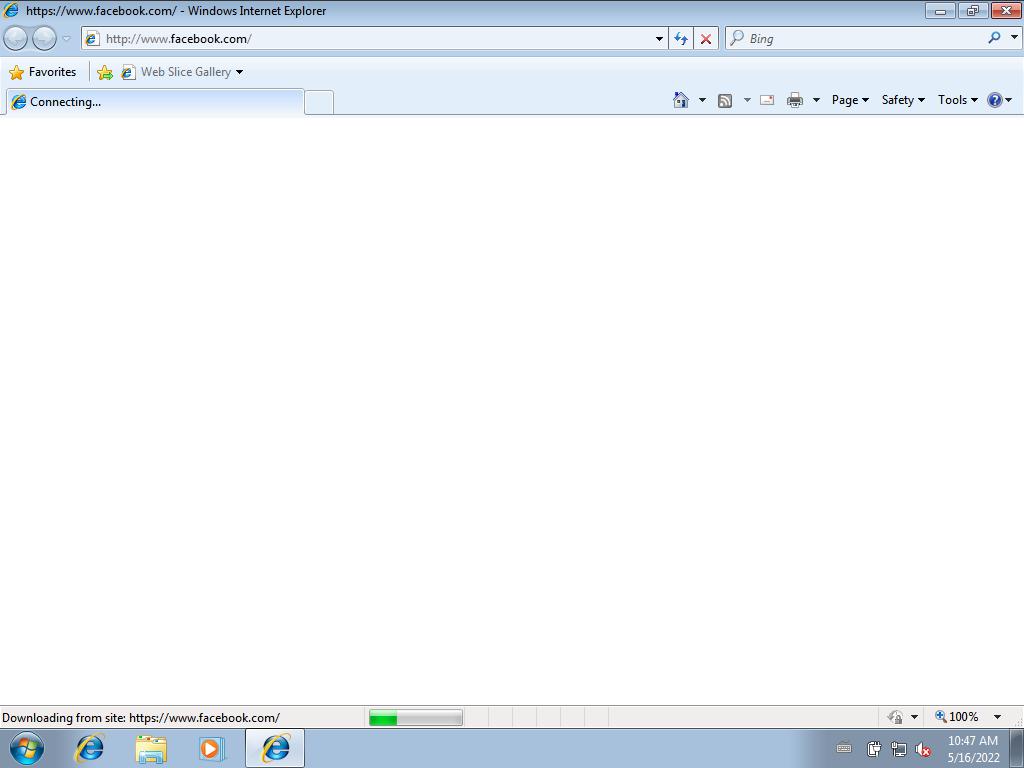 https://www.facebook.com/ - Windows Internet Explorer
http://www.facebook.com/
Bing
Favorites
Web Slice Gallery
Connecting...
Page
Safety
Tools
Downloading from site: https://www.facebook.com/
100%
10:47 AM
5/16/2022